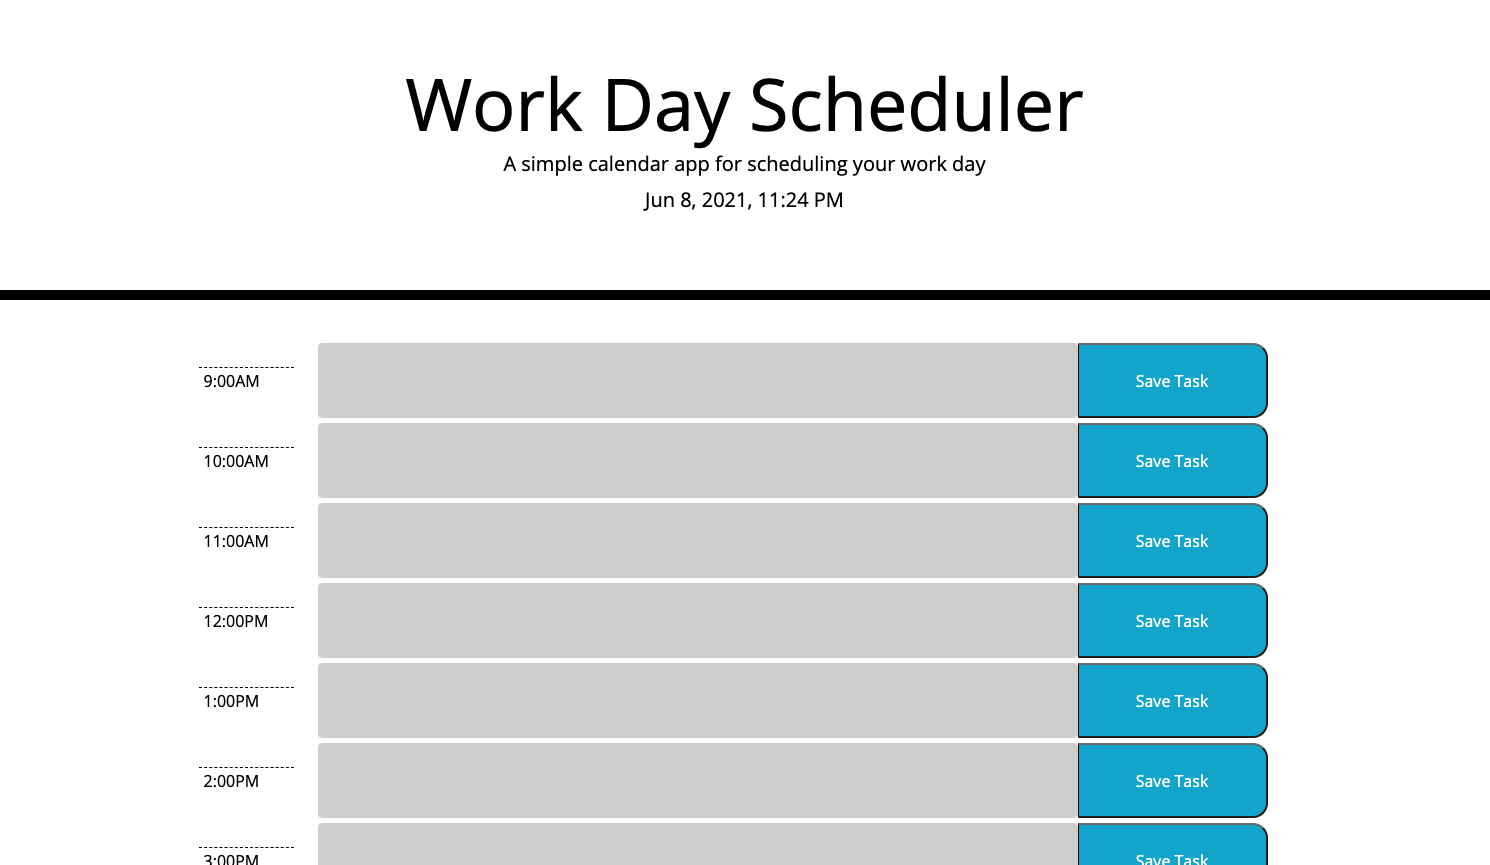 Work Day Scheduler
A simple calendar app for scheduling your work day
Jun 8, 2021, 11:24 PM
9:00AM Save Task
10:00AM Save Task
11:00AM Save Task
12:00PM Save Task
1:00PM Save Task
2:00PM Save Task
3:00PM Save Task